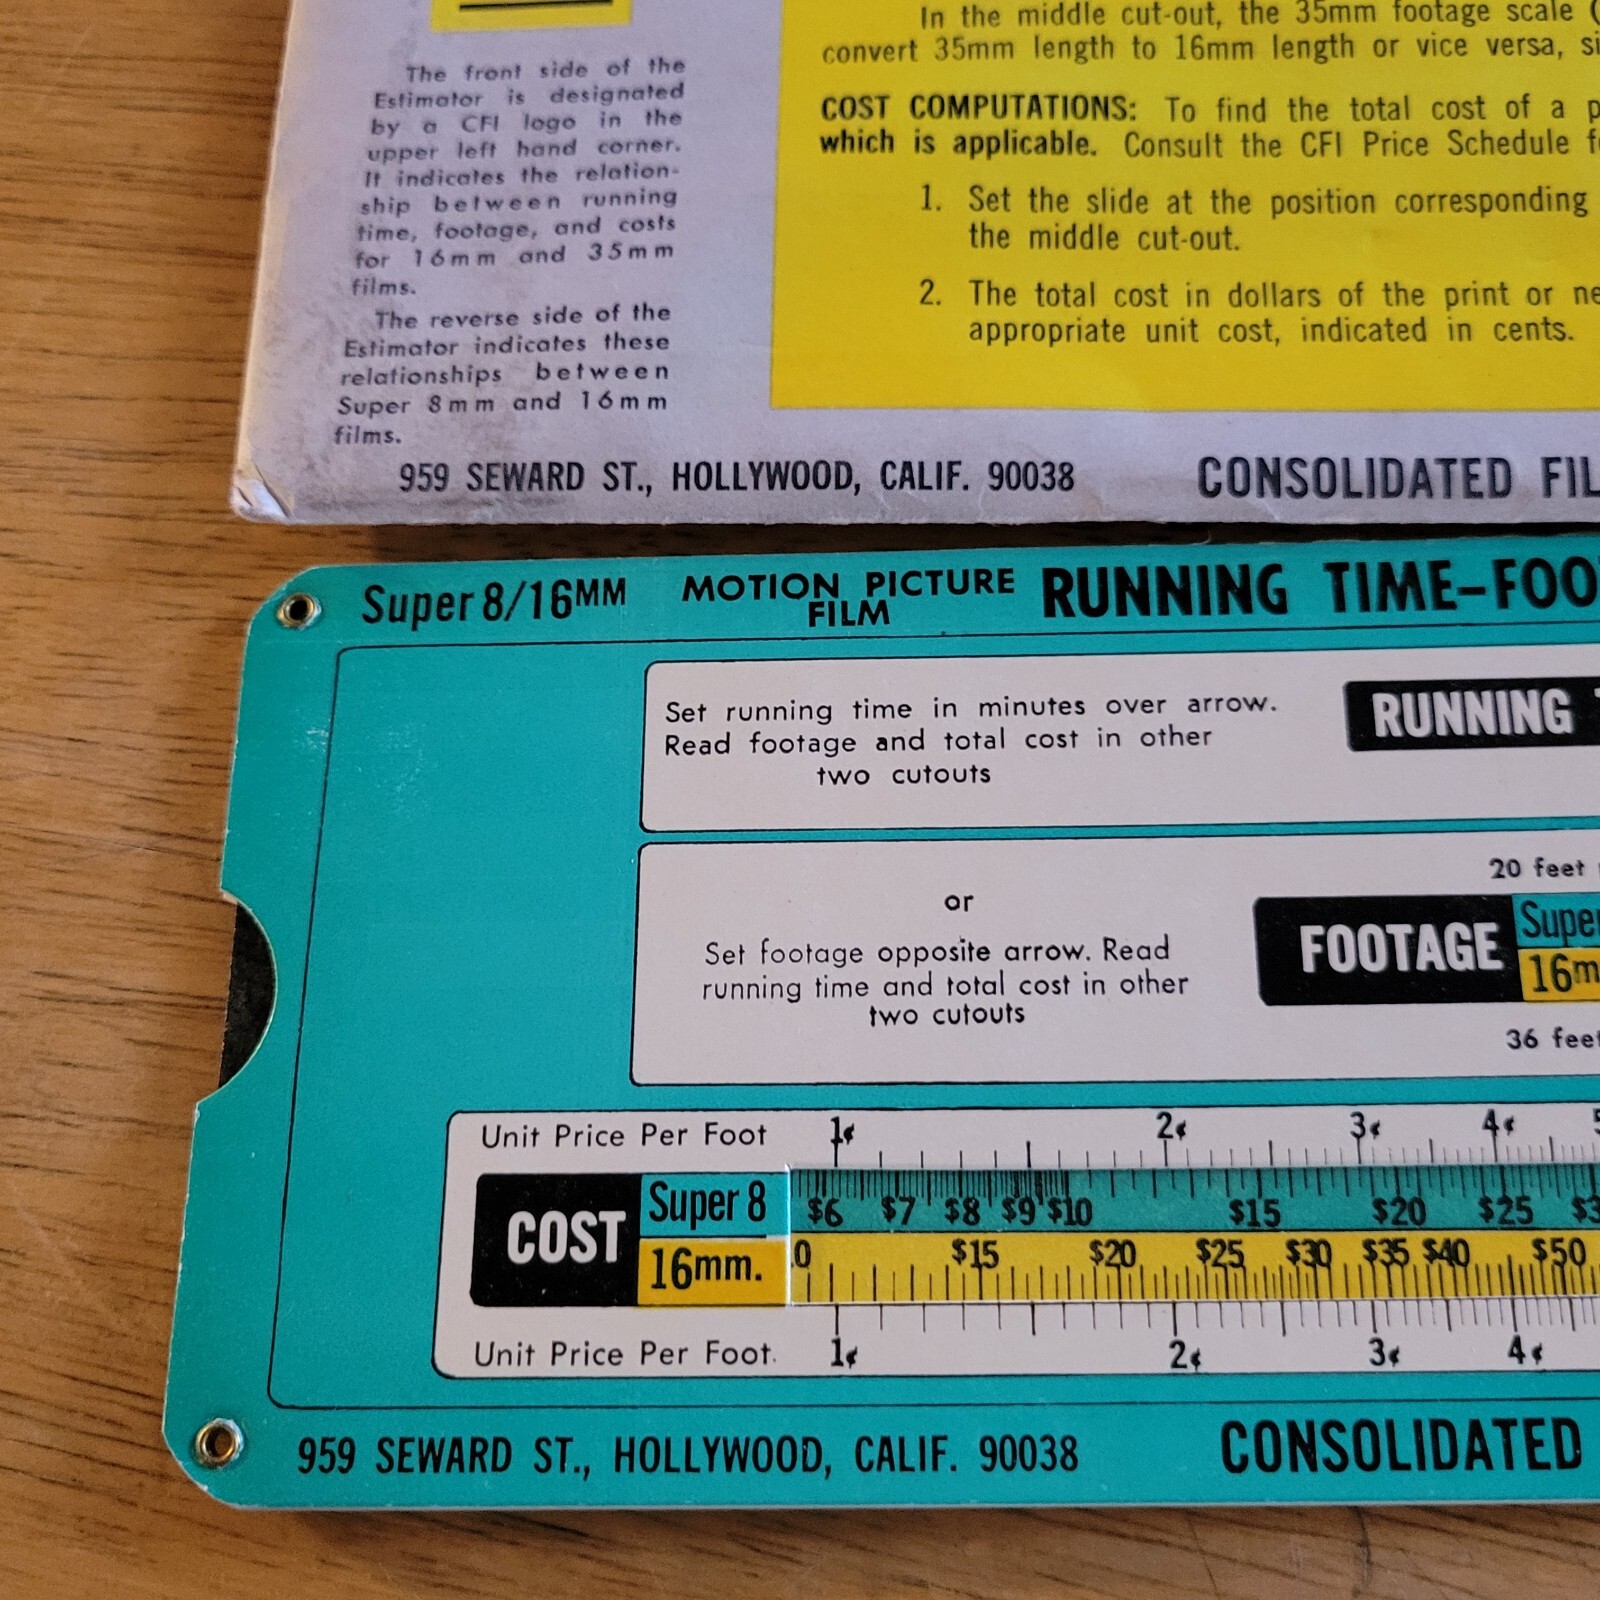 The front side of the
Estimator is designated
by a CFI logo in the
upper left hand corner.
It indicates the relation-
ship between running
time, footage, and costs
for 16mm and 35mm
films.
The reverse side of the
Estimator indicates these
relationships between
Super 8mm and 16mm
films.
In the middle cut-out, the 35mm footage scale (
convert 35mm length to 16mm length or vice versa, si
COST COMPUTATIONS: To find the total cost of a p
which is applicable. Consult the CFI Price Schedule f
1. Set the slide at the position corresponding
the middle cut-out.
2. The total cost in dollars of the print or ne
appropriate unit cost, indicated in cents.
959 SEWARD ST., HOLLYWOOD, CALIF. 90038 CONSOLIDATED FIL
Super 8/16MM MOTION PICTURE FILM RUNNING TIME-FOO
Set running time in minutes over arrow.
Read footage and total cost in other
two cutouts
RUNNING
or
Set footage opposite arrow. Read
running time and total cost in other
two cutouts
20 feet
FOOTAGE Super
16m
36 feet
Unit Price Per Foot 1¢ 2¢ 3¢ 4¢ 5
COST
Super 8 $6 $7 $8 $9 $10 $15 $20 $25 $3
16mm. 0 $15 $20 $25 $30 $35 $40 $50
Unit Price Per Foot. 1¢ 2¢ 3¢ 4¢
959 SEWARD ST., HOLLYWOOD, CALIF. 90038 CONSOLIDATED